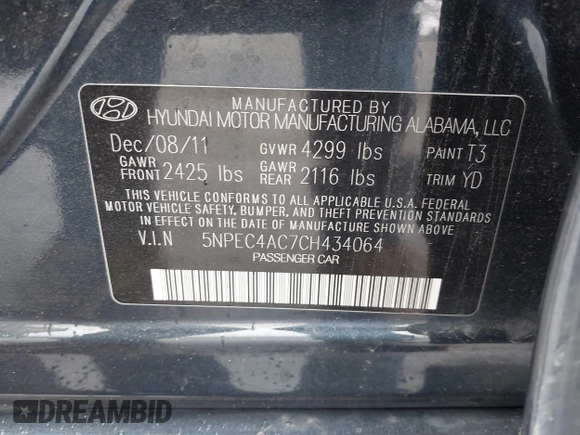 MANUFACTURED BY
HYUNDAI MOTOR MANUFACTURING ALABAMA, LLC
Dec/08/11 GVWR 4299 lbs PAINT T3
GAWR FRONT 2425 lbs GAWR REAR 2116 lbs TRIM YD
THIS VEHICLE CONFORMS TO ALL APPLICABLE U.S.A. FEDERAL
MOTOR VEHICLE SAFETY, BUMPER, AND THEFT PREVENTION STANDARDS
IN EFFECT ON THE DATE OF MANUFACTURE SHOWN ABOVE
V.I.N 5NPEC4AC7CH434064
PASSENGER CAR
DREAMBID